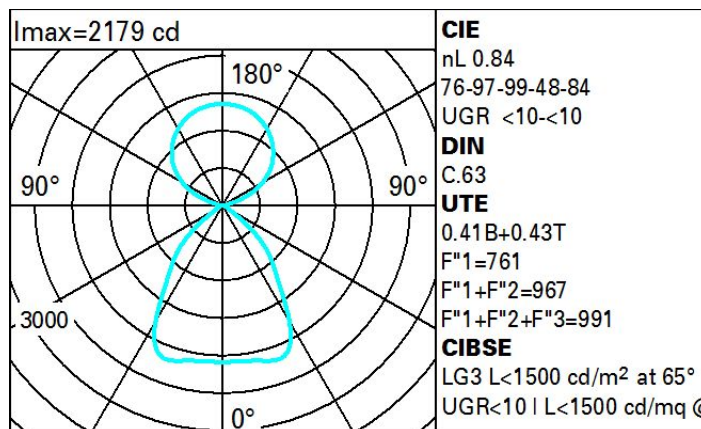 Imax=2179 cd
180°
90°
90°
3000
0°
CIE
nL 0.84
76-97-99-48-84
UGR <10-<10
DIN
C.63
UTE
0.41B+0.43T
F"1=761
F"1+F"2=967
F"1+F"2+F"3=991
CIBSE
LG3 L<1500 cd/m² at 65°
UGR<10 | L<1500 cd/mq @